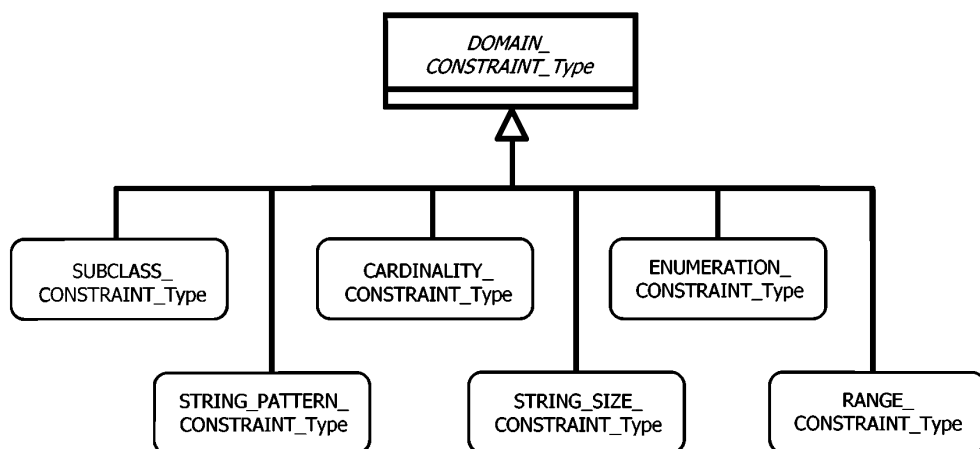 DOMAIN_
CONSTRAINT_Type
SUBCLASS_
CONSTRAINT_Type
CARDINALITY_
CONSTRAINT_Type
ENUMERATION_
CONSTRAINT_Type
STRING_PATTERN_
CONSTRAINT_Type
STRING_SIZE_
CONSTRAINT_Type
RANGE_
CONSTRAINT_Type